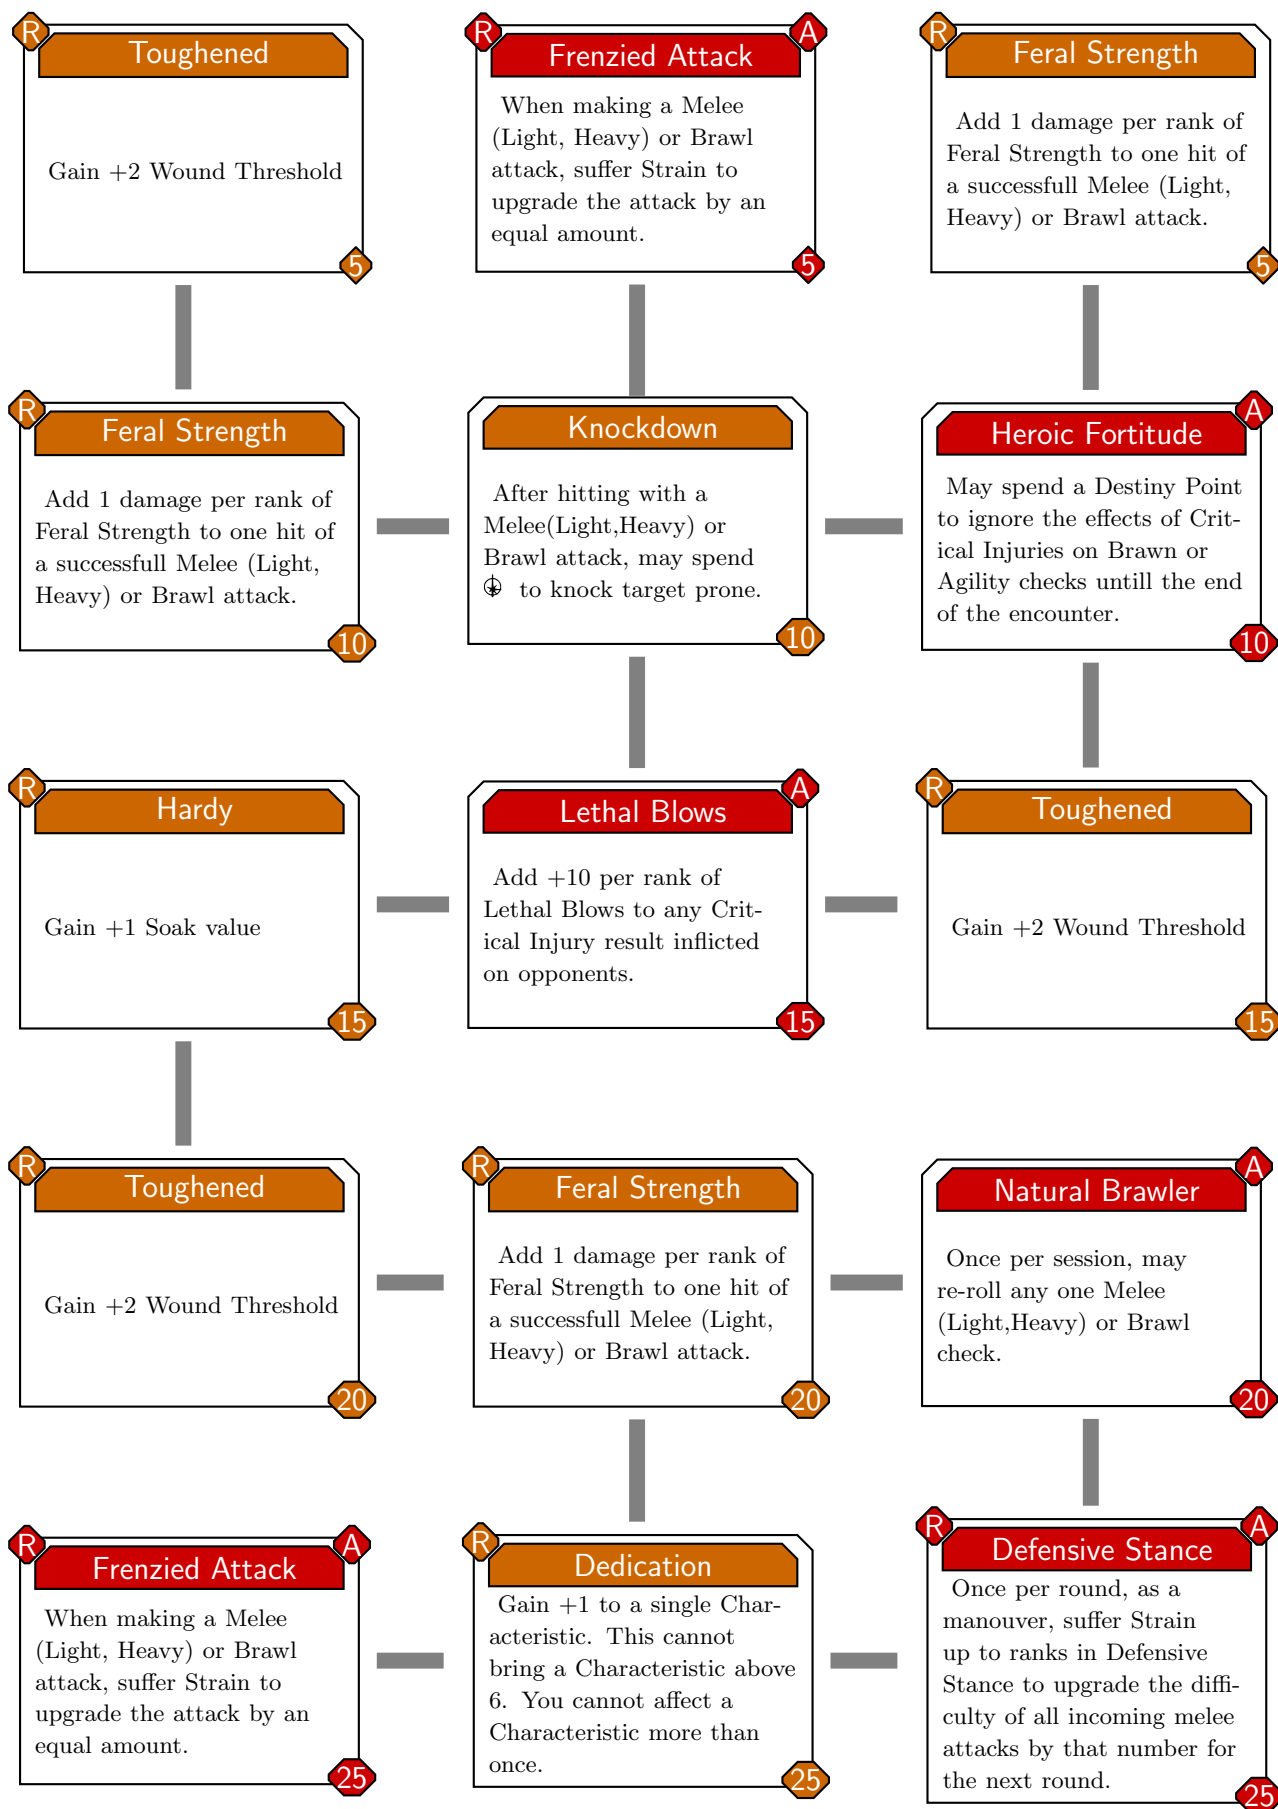 R
Toughened
Gain +2 Wound Threshold
5
R
A
Frenzied Attack
When making a Melee
(Light, Heavy) or Brawl
attack, suffer Strain to
upgrade the attack by an
equal amount.
5
R
Feral Strength
Add 1 damage per rank of
Feral Strength to one hit of
a successfull Melee (Light,
Heavy) or Brawl attack.
5
R
Feral Strength
Add 1 damage per rank of
Feral Strength to one hit of
a successfull Melee (Light,
Heavy) or Brawl attack.
10
Knockdown
After hitting with a
Melee(Light,Heavy) or
Brawl attack, may spend
to knock target prone.
10
A
Heroic Fortitude
May spend a Destiny Point
to ignore the effects of Crit-
ical Injuries on Brawn or
Agility checks untill the end
of the encounter.
10
R
Hardy
Gain +1 Soak value
15
A
Lethal Blows
Add +10 per rank of
Lethal Blows to any Crit-
ical Injury result inflicted
on opponents.
15
R
Toughened
Gain +2 Wound Threshold
15
R
Toughened
Gain +2 Wound Threshold
20
R
Feral Strength
Add 1 damage per rank of
Feral Strength to one hit of
a successfull Melee (Light,
Heavy) or Brawl attack.
20
A
Natural Brawler
Once per session, may
re-roll any one Melee
(Light,Heavy) or Brawl
check.
20
R
A
Frenzied Attack
When making a Melee
(Light, Heavy) or Brawl
attack, suffer Strain to
upgrade the attack by an
equal amount.
25
R
Dedication
Gain +1 to a single Char-
acteristic. This cannot
bring a Characteristic above
6. You cannot affect a
Characteristic more than
once.
25
R
A
Defensive Stance
Once per round, as a
manouver, suffer Strain
up to ranks in Defensive
Stance to upgrade the diffi-
culty of all incoming melee
attacks by that number for
the next round.
25